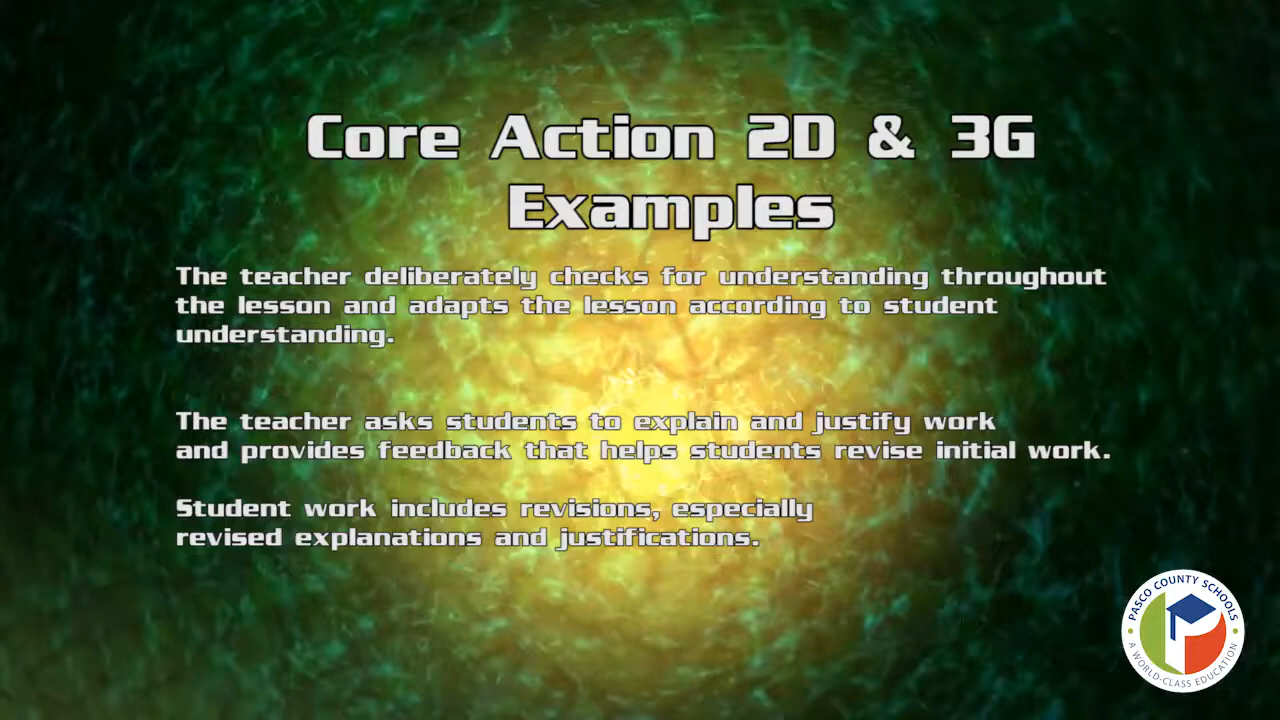 Core Action 2D & 3G
Examples
The teacher deliberately checks for understanding throughout
the lesson and adapts the lesson according to student
understanding.
The teacher asks students to explain and justify work
and provides feedback that helps students revise initial work.
Student work includes revisions, especially
revised explanations and justifications.
PASCO COUNTY SCHOOLS
A WORLD-CLASS EDUCATION